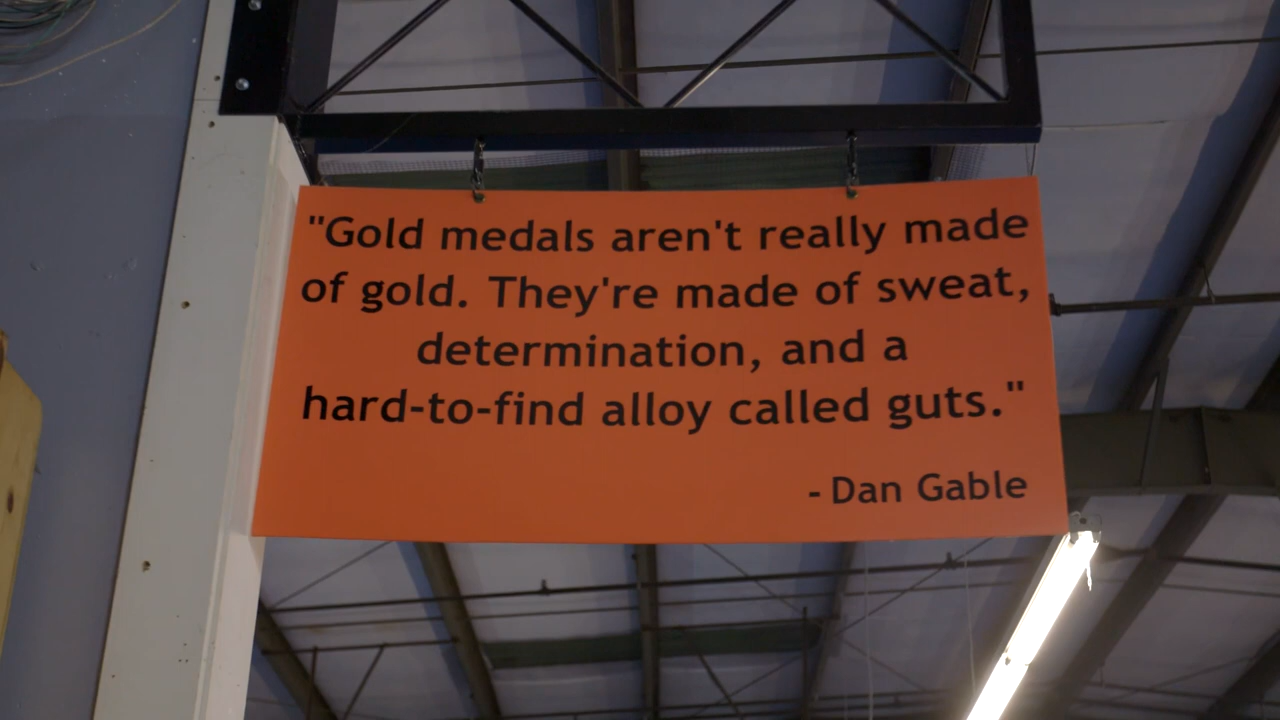 "Gold medals aren't really made
of gold. They're made of sweat,
determination, and a
hard-to-find alloy called guts."
- Dan Gable